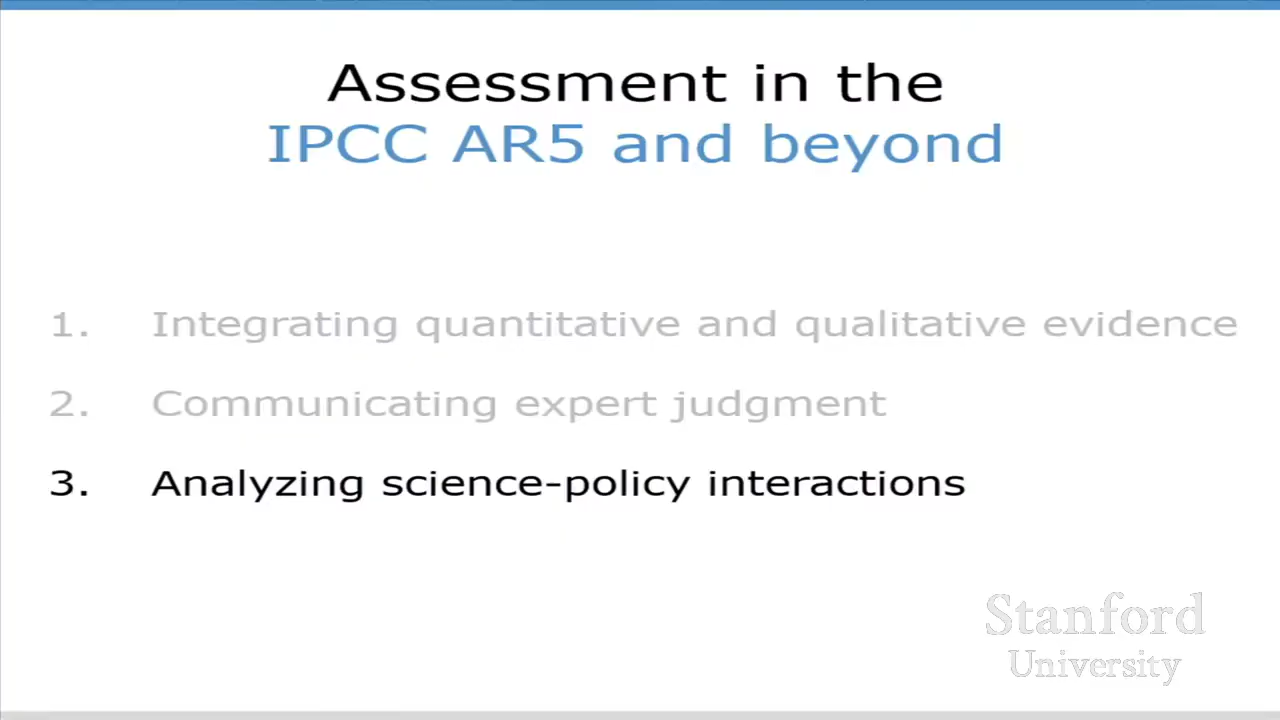 Assessment in the
IPCC AR5 and beyond
1. Integrating quantitative and qualitative evidence
2. Communicating expert judgment
3. Analyzing science-policy interactions
Stanford
University